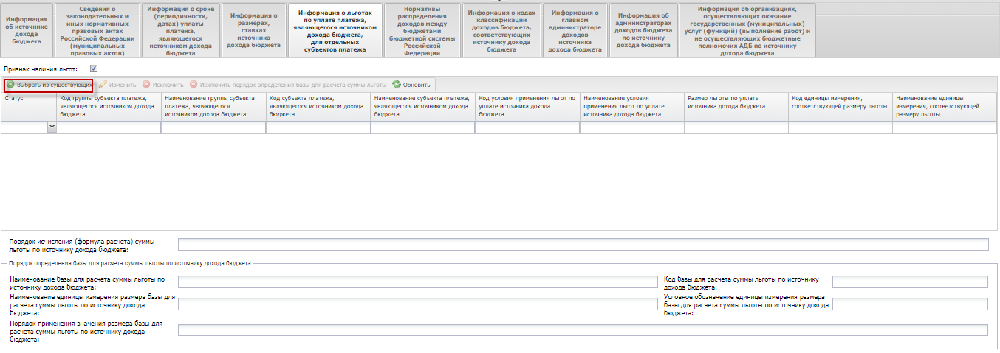 Информация
об источнике
дохода
бюджета
Сведения о
законодательных и
иных нормативных
правовых актах
Российской Федерации
(муниципальных
правовых актов)
Информация о сроке
(периодичности,
датах) уплаты
платежа,
являющегося
источником дохода
бюджета
Информация о
размерах,
ставках
источника
дохода бюджета
Информация о льготах
по уплате платежа,
являющегося источником
дохода бюджета,
для отдельных
субъектов платежа
Нормативы
распределения
доходов между
бюджетами
бюджетной системы
Российской
Федерации
Информация о кодах
классификации
доходов бюджета,
соответствующих
источнику дохода
бюджета
Информация о
главном
администраторе
доходов
источника
дохода бюджета
Информация об
администраторах
доходов бюджета
по источнику
дохода бюджета
Информация об организациях,
осуществляющих оказание
государственных (муниципальных)
услуг (функций) (выполнение работ) и
не осуществляющих бюджетные
полномочия АДБ по источнику
дохода бюджета
Признак наличия льгот:
Выбрать из существующих
Изменить
Исключить
Исключить порядок определения базы для расчета суммы льготы
Обновить
Статус
Код группы субъекта платежа,
являющегося источником дохода
бюджета
Наименование группы субъекта
платежа, являющегося
источником дохода бюджета
Код субъекта платежа,
являющегося источником дохода
бюджета
Наименование субъекта платежа,
являющегося источником дохода
бюджета
Код условия применения льгот по
уплате источника дохода
бюджета
Наименование условия
применения льгот по уплате
источника дохода бюджета
Размер льготы по уплате
источника дохода бюджета
Код единицы измерения,
соответствующей размеру льготы
Наименование единицы
измерения, соответствующей
размеру льготы
Порядок исчисления (формула расчета) суммы
льготы по источнику дохода бюджета:
Порядок определения базы для расчета суммы льготы по источнику дохода бюджета
Наименование базы для расчета суммы льготы по
источнику дохода бюджета:
Код базы для расчета суммы льготы по источнику
дохода бюджета:
Наименование единицы измерения размера базы для
расчета суммы льготы по источнику дохода
бюджета:
Условное обозначение единицы измерения размера
базы для расчета суммы льготы по источнику дохода
бюджета:
Порядок применения значения размера базы для
расчета суммы льготы по источнику дохода
бюджета: